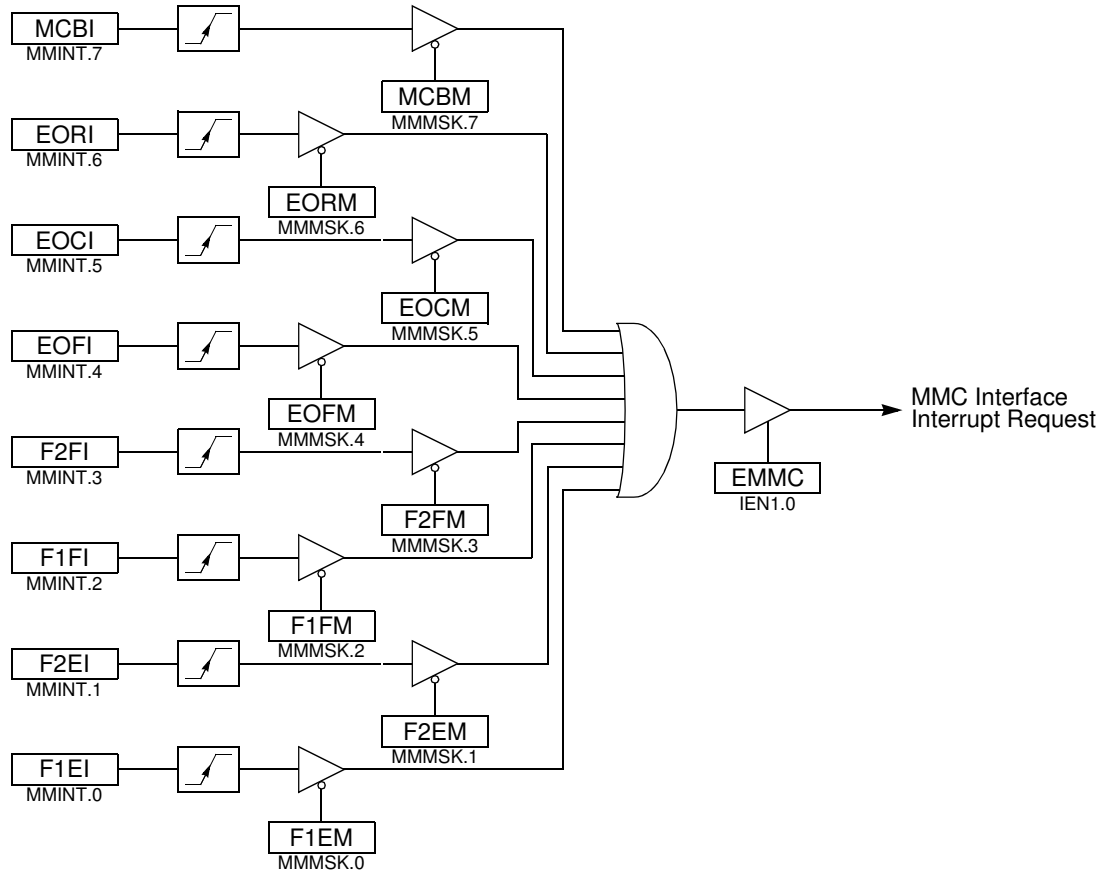 MCBI
MMINT.7
MCBM
MMMSK.7
EORI
MMINT.6
EORM
MMMSK.6
EOCI
MMINT.5
EOCM
MMMSK.5
EOFI
MMINT.4
EOFM
MMMSK.4
MMC Interface
Interrupt Request
EMMC
IEN1.0
F2FI
MMINT.3
F2FM
MMMSK.3
F1FI
MMINT.2
F1FM
MMMSK.2
F2EI
MMINT.1
F2EM
MMMSK.1
F1EI
MMINT.0
F1EM
MMMSK.0